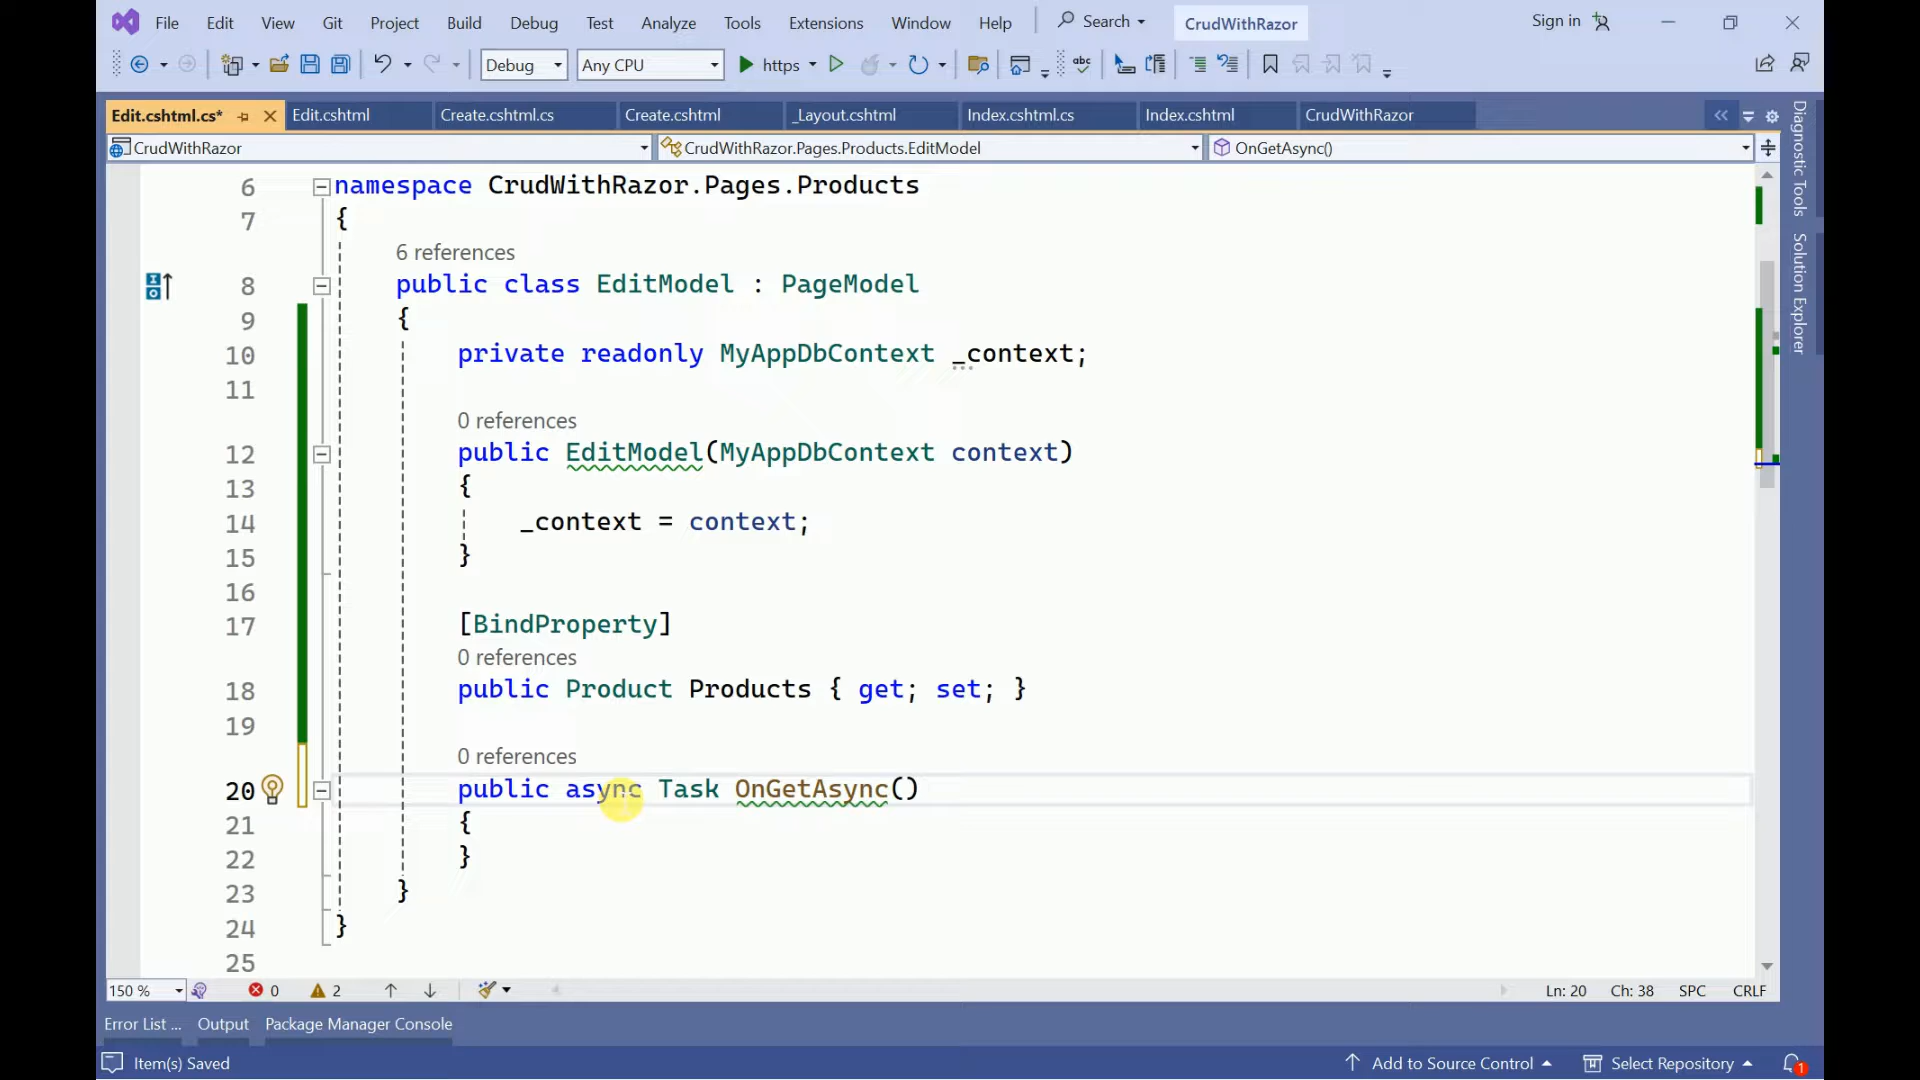 File Edit View Git Project Build Debug Test Analyze Tools Extensions Window Help Search CrudWithRazor Sign in
Debug Any CPU https
Edit.cshtml.cs* Edit.cshtml Create.cshtml.cs Create.cshtml _Layout.cshtml Index.cshtml.cs Index.cshtml CrudWithRazor
CrudWithRazor CrudWithRazor.Pages.Products.EditModel OnGetAsync()
6 namespace CrudWithRazor.Pages.Products
7 {
6 references
8 public class EditModel : PageModel
9 {
10 private readonly MyAppDbContext _context;
11
0 references
12 public EditModel(MyAppDbContext context)
13 {
14 _context = context;
15 }
16
17 [BindProperty]
0 references
18 public Product Products { get; set; }
19
0 references
20 public async Task OnGetAsync()
21 {
22 }
23 }
24 }
25
Diagnostic Tools
Solution Explorer
150 % 0 2 Ln: 20 Ch: 38 SPC CRLF
Error List ... Output Package Manager Console
Item(s) Saved Add to Source Control Select Repository 1